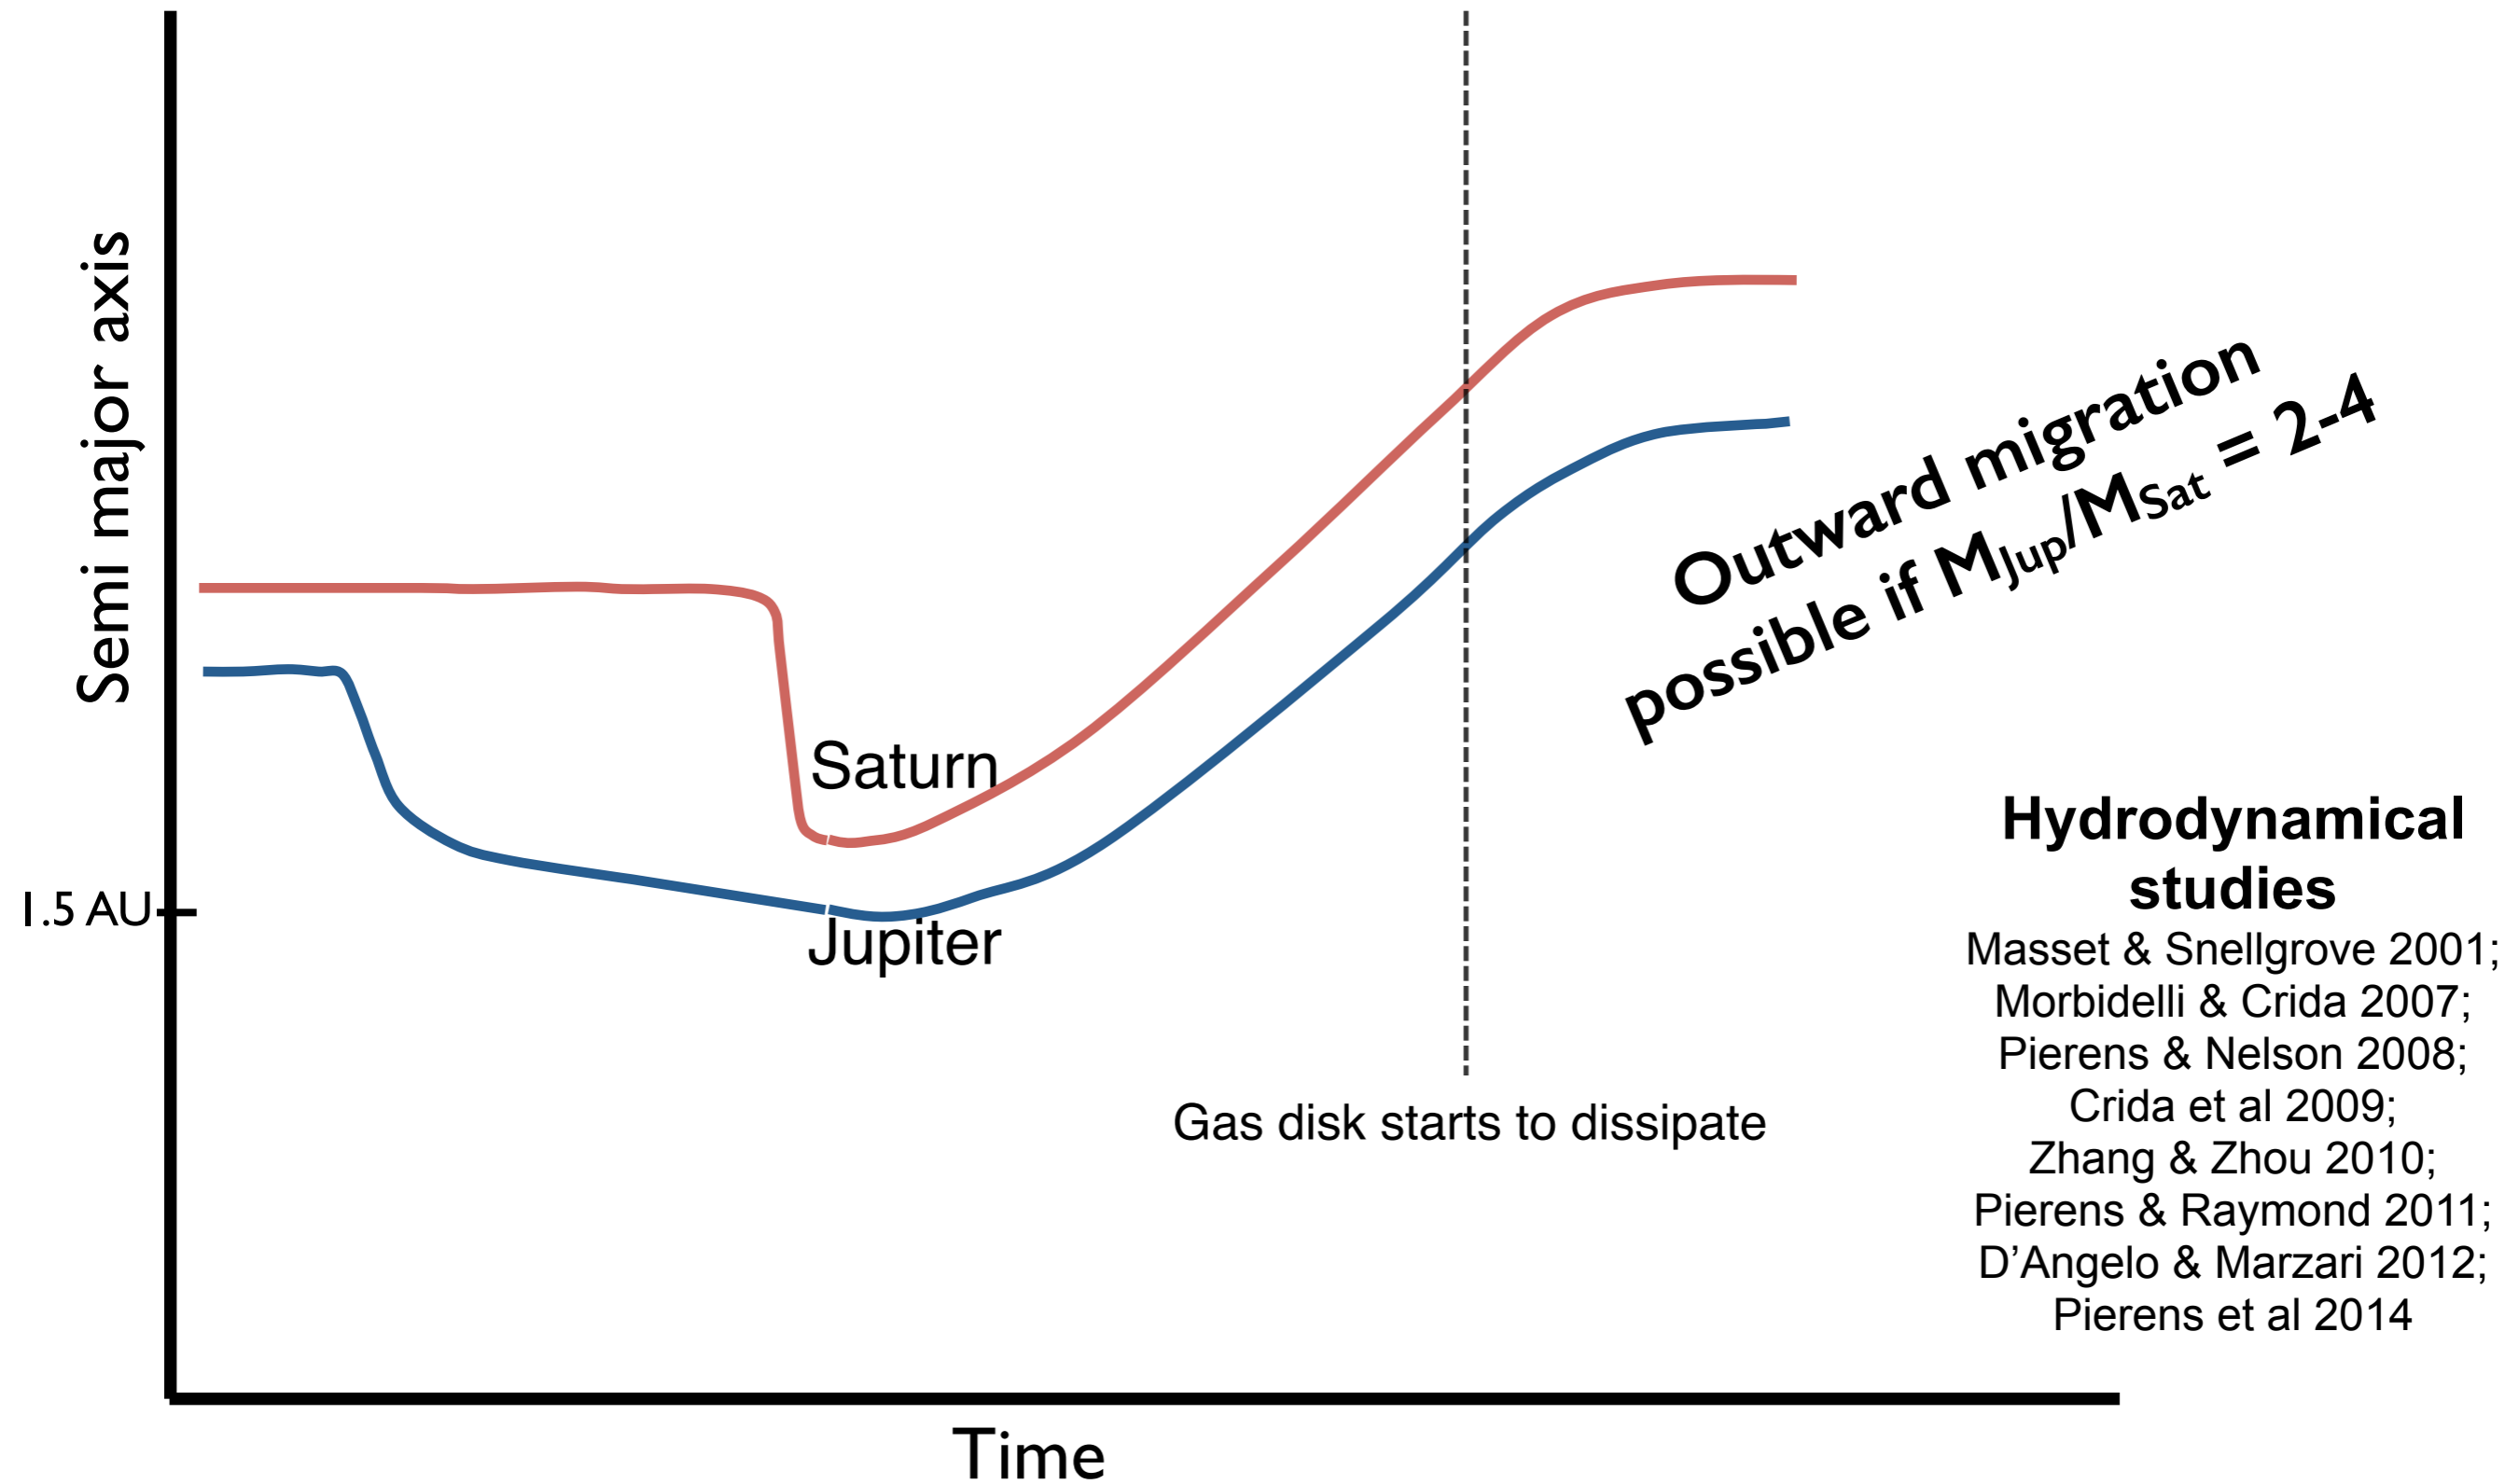 Semi major axis
1.5 AU
Saturn
Jupiter
Outward migration
possible if MJup/MSat = 2-4
Gas disk starts to dissipate
Hydrodynamical
studies
Masset & Snellgrove 2001;
Morbidelli & Crida 2007;
Pierens & Nelson 2008;
Crida et al 2009;
Zhang & Zhou 2010;
Pierens & Raymond 2011;
D’Angelo & Marzari 2012;
Pierens et al 2014
Time